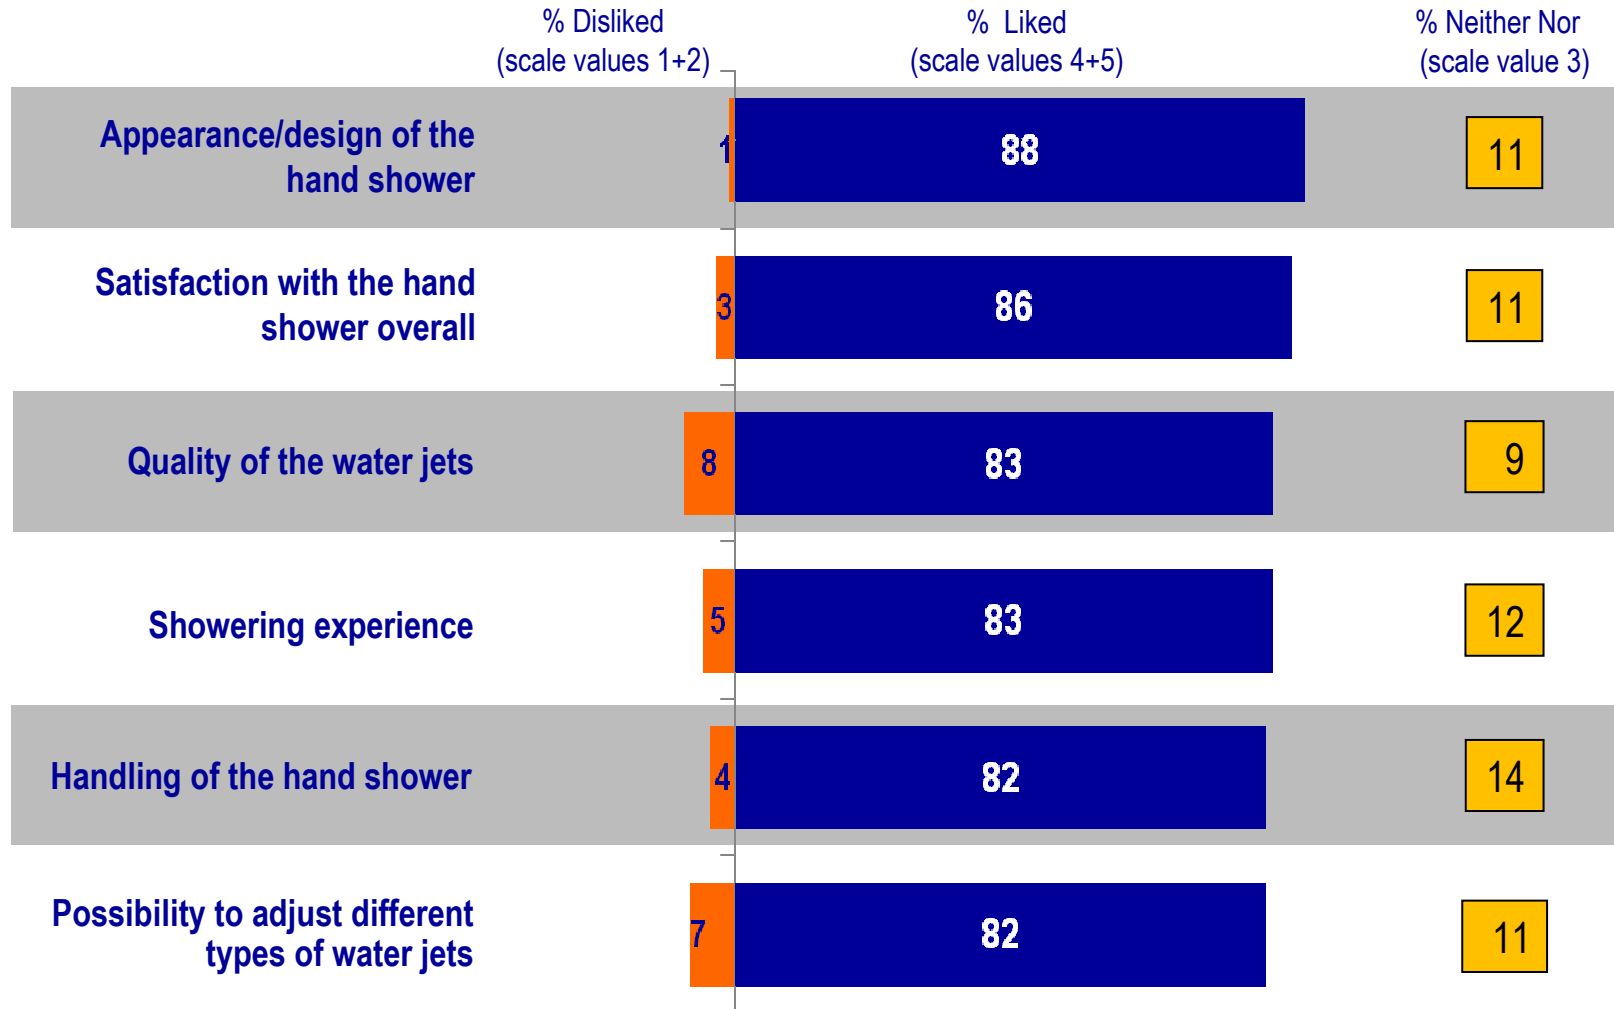 % Disliked
(scale values 1+2)
% Liked
(scale values 4+5)
% Neither Nor
(scale value 3)
Appearance/design of the
hand shower
1
88
11
Satisfaction with the hand
shower overall
3
86
11
Quality of the water jets
8
83
9
Showering experience
5
83
12
Handling of the hand shower
4
82
14
Possibility to adjust different
types of water jets
7
82
11